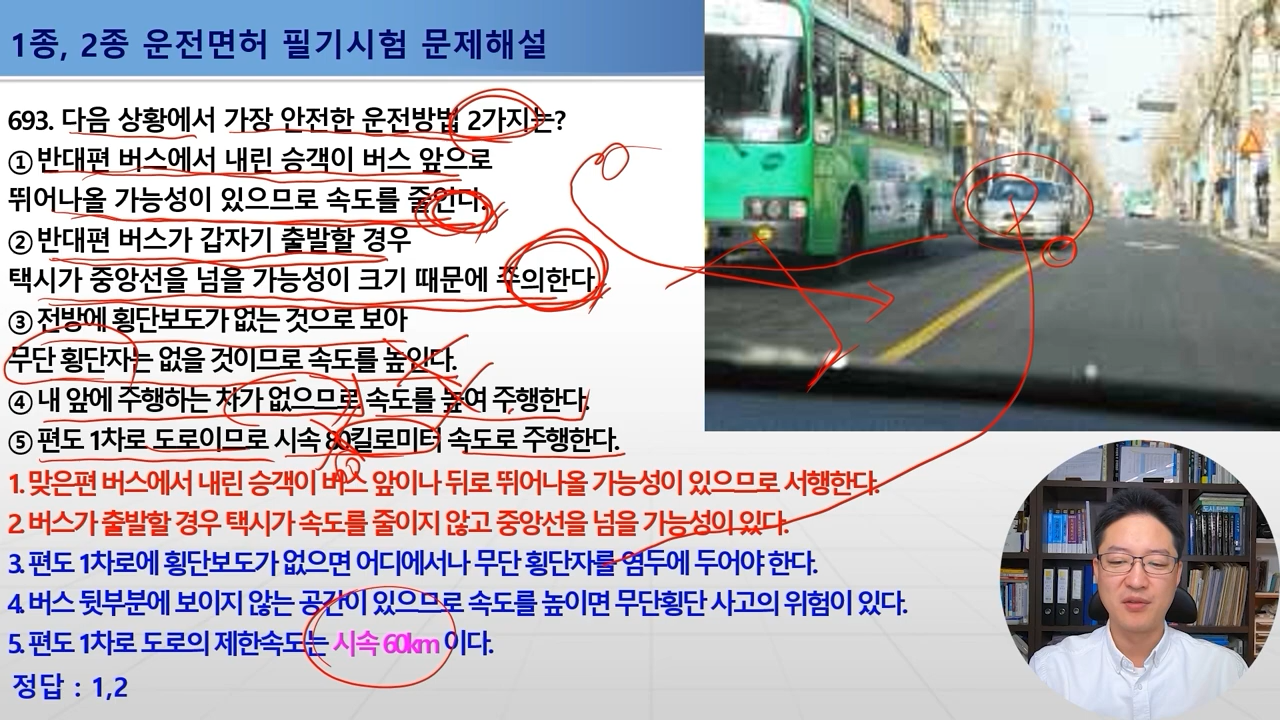 1종, 2종 운전면허 필기시험 문제해설
693. 다음 상황에서 가장 안전한 운전방법 2가지는?
① 반대편 버스에서 내린 승객이 버스 앞으로
뛰어나올 가능성이 있으므로 속도를 줄인다.
② 반대편 버스가 갑자기 출발할 경우
택시가 중앙선을 넘을 가능성이 크기 때문에 주의한다.
③ 전방에 횡단보도가 없는 것으로 보아
무단 횡단자는 없을 것이므로 속도를 높인다.
④ 내 앞에 주행하는 차가 없으므로 속도를 높여 주행한다.
⑤ 편도 1차로 도로이므로 시속 80킬로미터 속도로 주행한다.
1. 맞은편 버스에서 내린 승객이 버스 앞이나 뒤로 뛰어나올 가능성이 있으므로 서행한다.
2. 버스가 출발할 경우 택시가 속도를 줄이지 않고 중앙선을 넘을 가능성이 있다.
3. 편도 1차로에 횡단보도가 없으면 어디에서나 무단 횡단자를 염두에 두어야 한다.
4. 버스 뒷부분에 보이지 않는 공간이 있으므로 속도를 높이면 무단횡단 사고의 위험이 있다.
5. 편도 1차로 도로의 제한속도는 시속 60km 이다.
정답 : 1,2